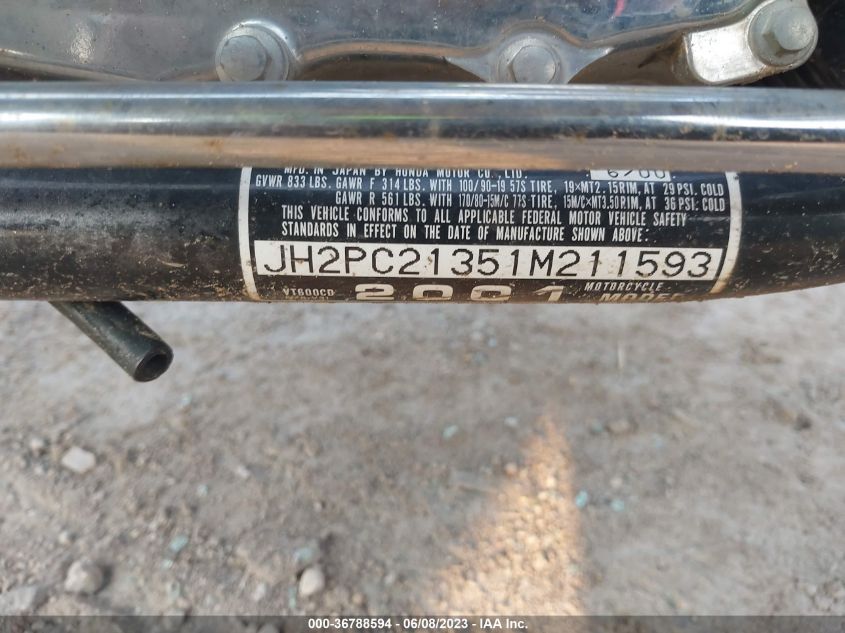 MFD. IN JAPAN BY HONDA MOTOR CO., LTD. 6/00
GVWR 833 LBS. GAWR F 314 LBS. WITH 100/90-19 57S TIRE, 19×MT2.15RIM, AT 29 PSI. COLD
GAWR R 561 LBS. WITH 170/80-15M/C 77S TIRE, 15M/C×MT3.50RIM, AT 36 PSI. COLD
THIS VEHICLE CONFORMS TO ALL APPLICABLE FEDERAL MOTOR VEHICLE SAFETY
STANDARDS IN EFFECT ON THE DATE OF MANUFACTURE SHOWN ABOVE:
JH2PC21351M211593
VT600CD 2001 MOTORCYCLE
MODEL
000-36788594 - 06/08/2023 - IAA Inc.